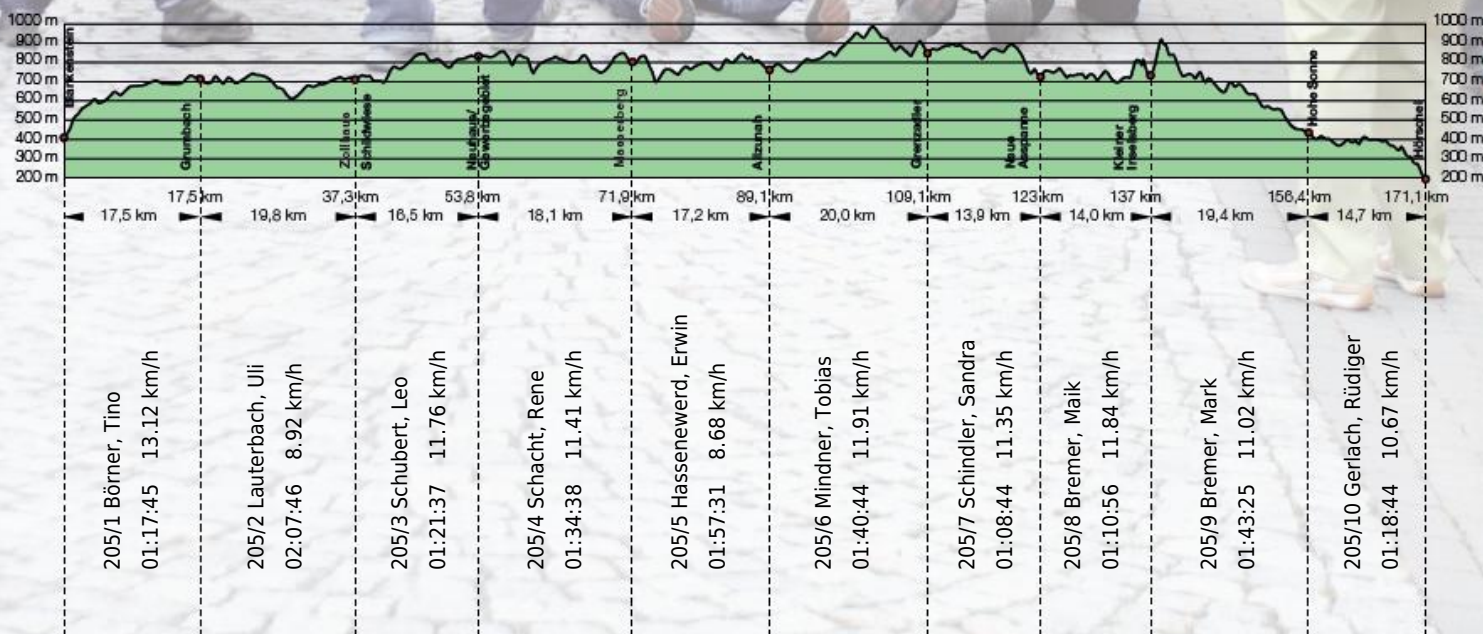 1000 m
900 m
800 m
700 m
600 m
500 m
400 m
300 m
200 m
1000 m
900 m
800 m
700 m
600 m
500 m
400 m
300 m
200 m
Blankenstein
Grumbach
Zollhaus
Schildwiese
Neuhaus/
Masserberg
Allzunah
Grenzadler
Neue
Ausspanne
Kleiner
Inselsberg
Hohe Sonne
Hörschel
17,5 km
37,3 km
53,8 km
71,9 km
89,1 km
109,1 km
123 km
137 km
156,4 km
171,1 km
17,5 km
19,8 km
16,5 km
18,1 km
17,2 km
20,0 km
13,9 km
14,0 km
19,4 km
14,7 km
205/1 Börner, Tino
01:17:45 13.12 km/h
205/2 Lauterbach, Uli
02:07:46 8.92 km/h
205/3 Schubert, Leo
01:21:37 11.76 km/h
205/4 Schacht, Rene
01:34:38 11.41 km/h
205/5 Hassenewerd, Erwin
01:57:31 8.68 km/h
205/6 Mindner, Tobias
01:40:44 11.91 km/h
205/7 Schindler, Sandra
01:08:44 11.35 km/h
205/8 Bremer, Maik
01:10:56 11.84 km/h
205/9 Bremer, Mark
01:43:25 11.02 km/h
205/10 Gerlach, Rüdiger
01:18:44 10.67 km/h